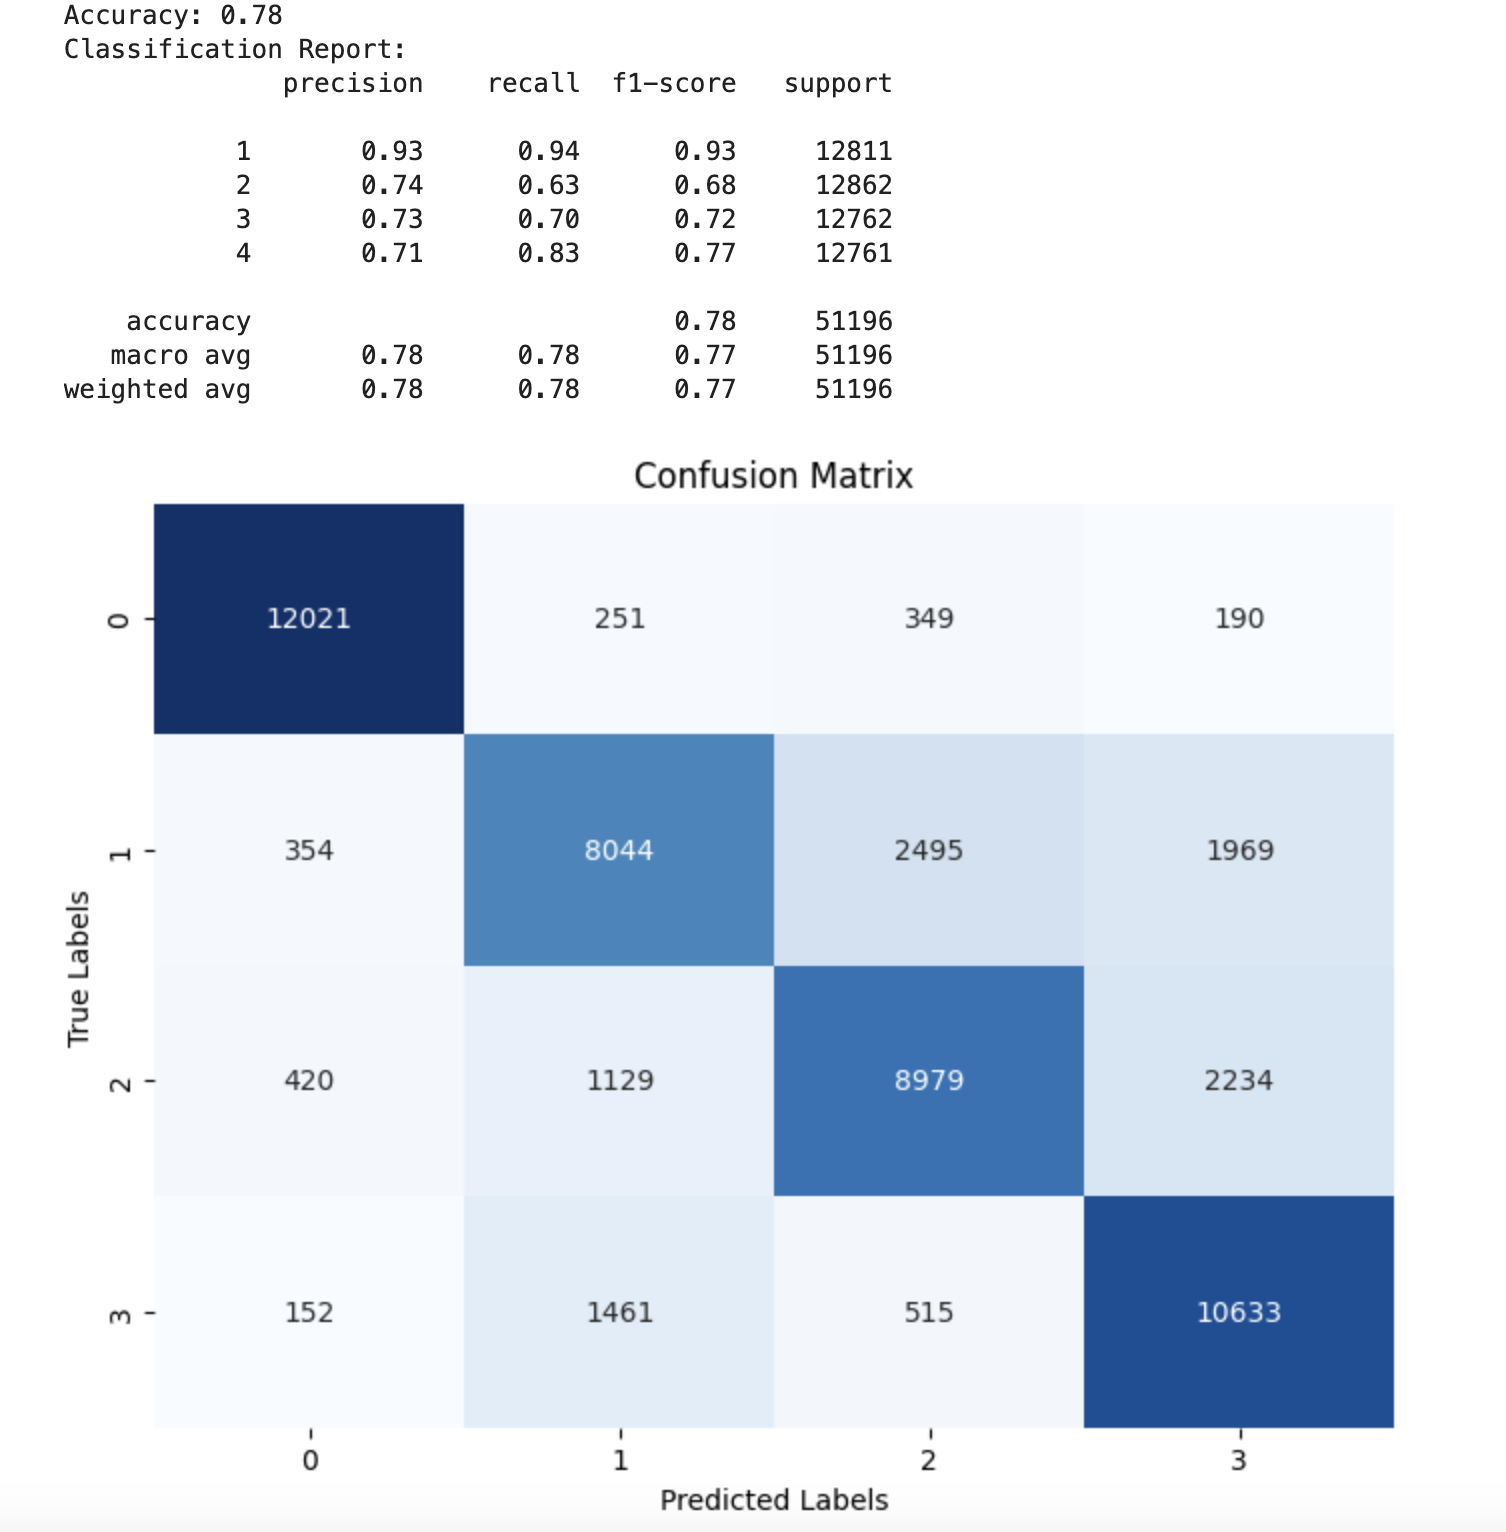 Accuracy: 0.78
Classification Report:
precision recall f1-score support
1 0.93 0.94 0.93 12811
2 0.74 0.63 0.68 12862
3 0.73 0.70 0.72 12762
4 0.71 0.83 0.77 12761
accuracy 0.78 51196
macro avg 0.78 0.78 0.77 51196
weighted avg 0.78 0.78 0.77 51196
Confusion Matrix
0 12021 251 349 190
1 354 8044 2495 1969
True Labels
2 420 1129 8979 2234
3 152 1461 515 10633
0 1 2 3
Predicted Labels